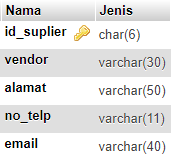 Nama Jenis
id_suplier char(6)
vendor varchar(30)
alamat varchar(50)
no_telp varchar(11)
email varchar(40)